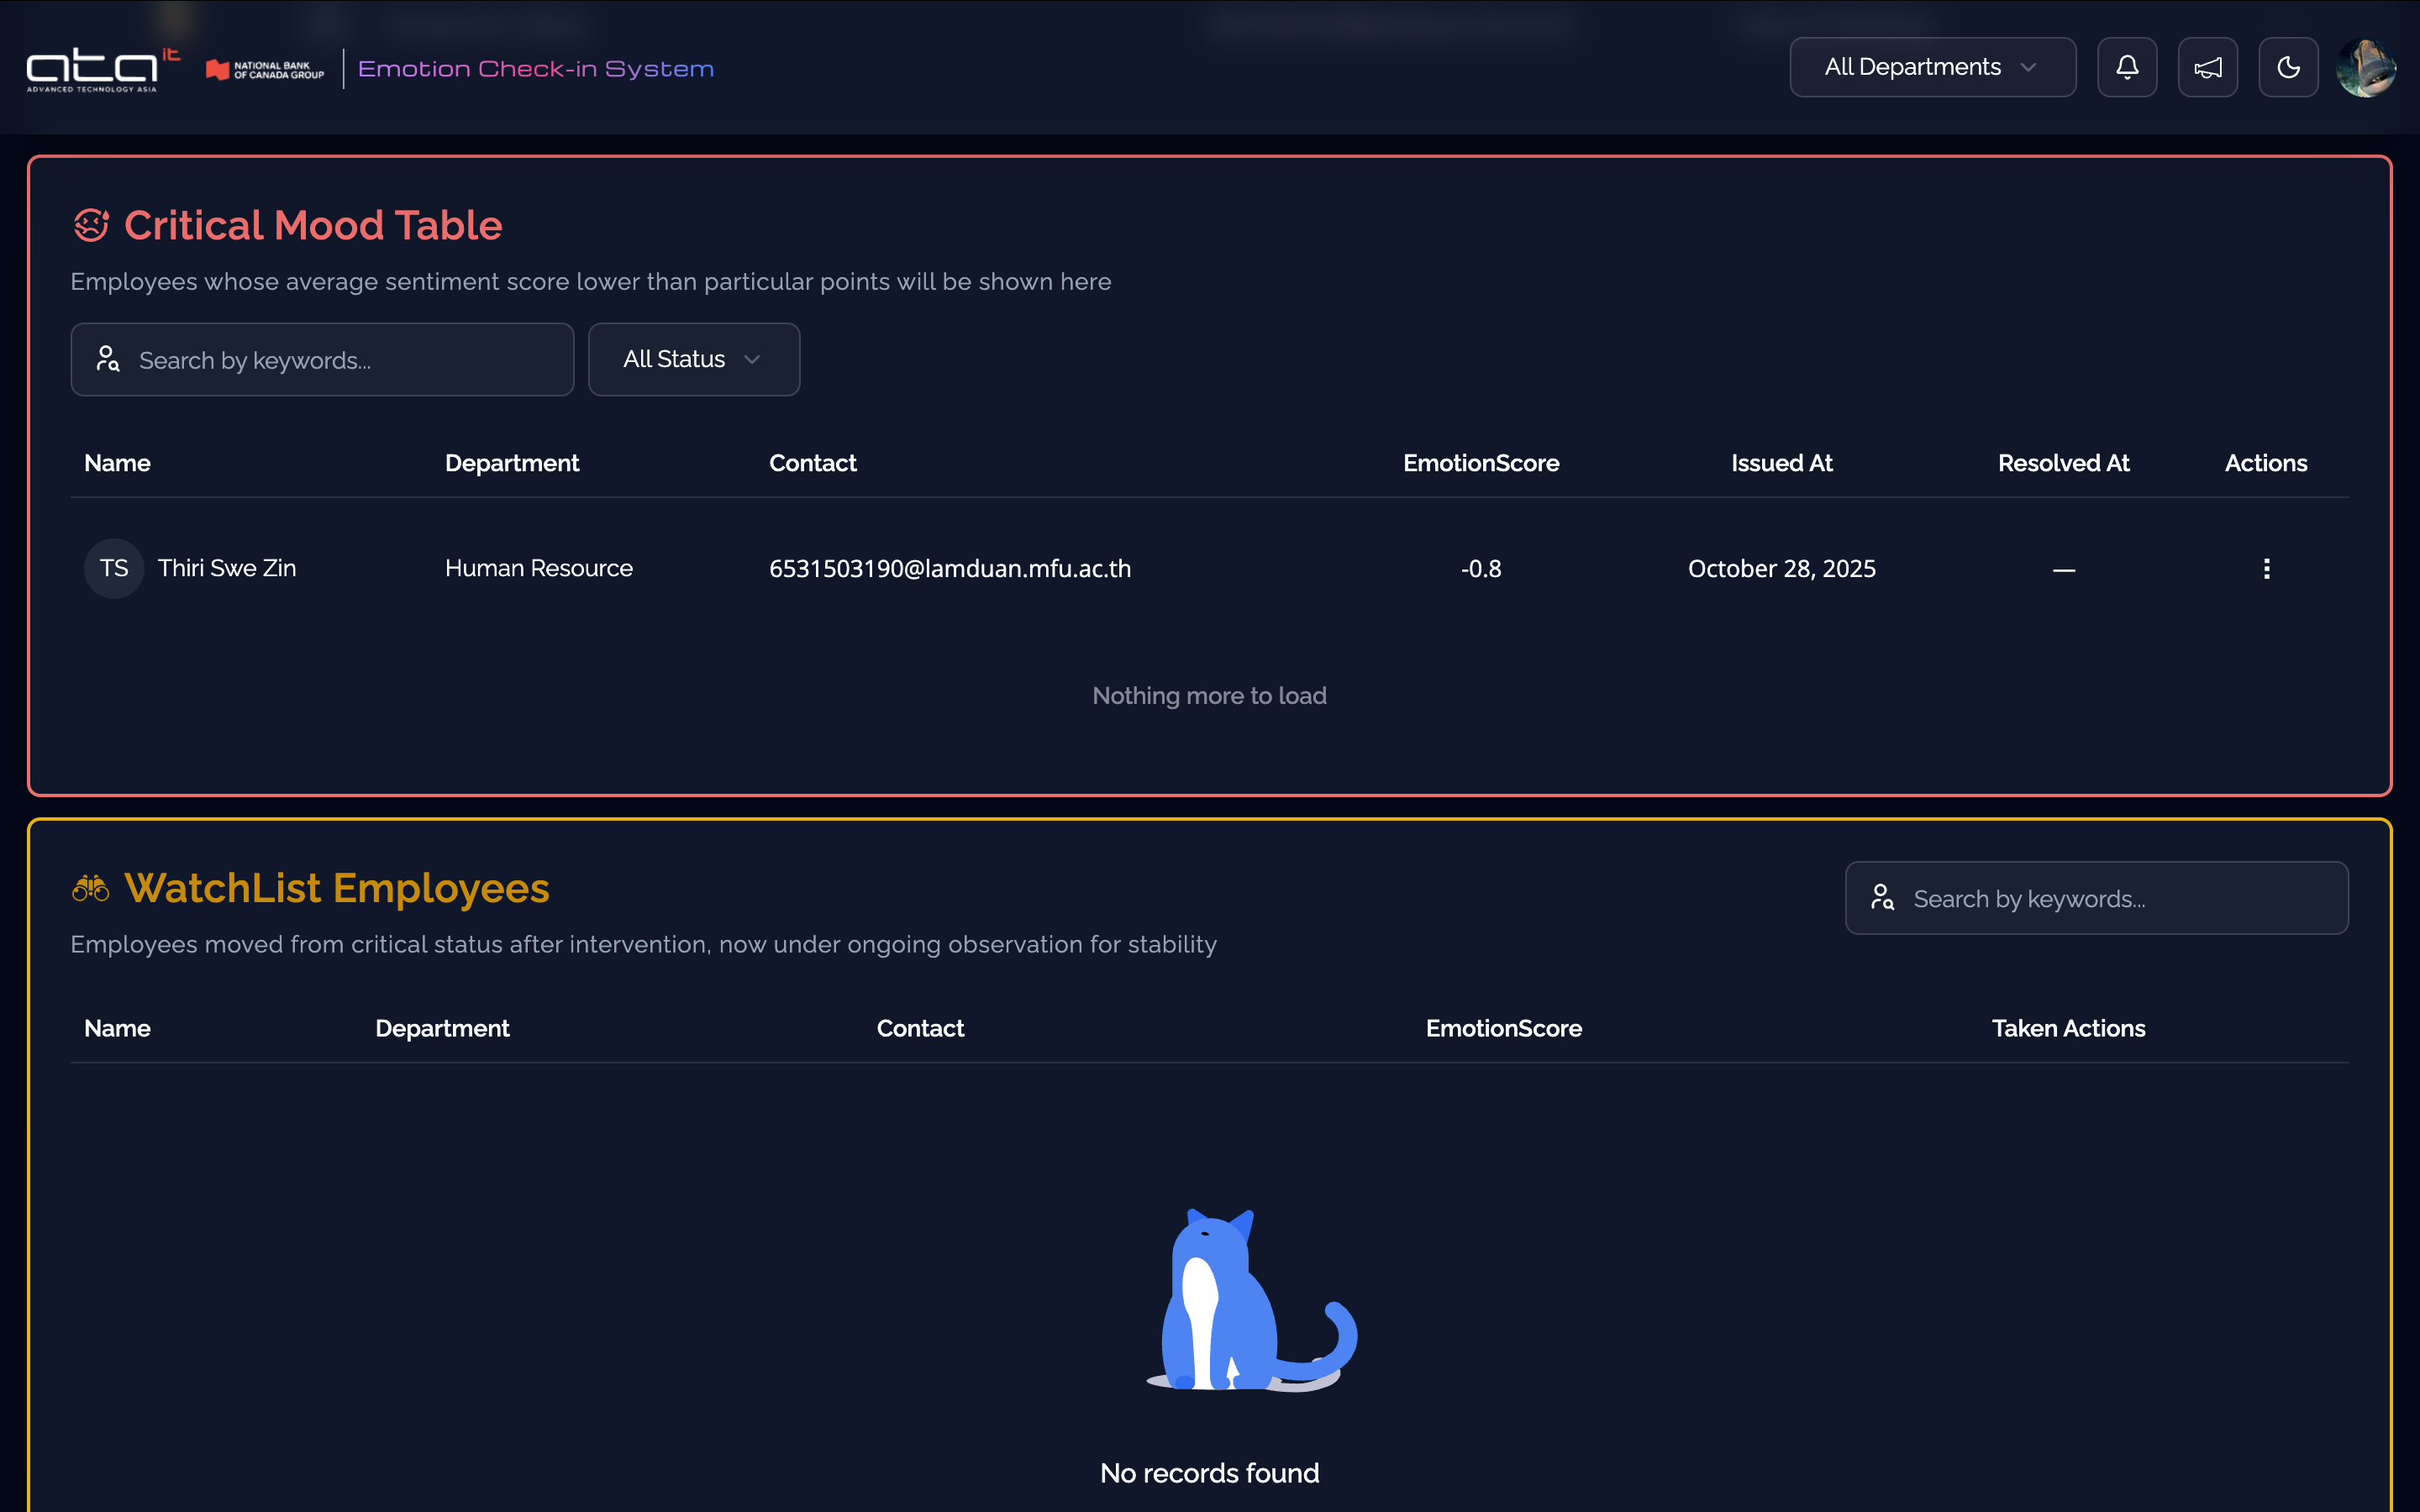 ata it
ADVANCED TECHNOLOGY ASIA
NATIONAL BANK
OF CANADA GROUP
Emotion Check-in System
All Departments
Critical Mood Table
Employees whose average sentiment score lower than particular points will be shown here
Search by keywords...
All Status
Name Department Contact EmotionScore Issued At Resolved At Actions
TS Thiri Swe Zin Human Resource 6531503190@lamduan.mfu.ac.th -0.8 October 28, 2025 —
Nothing more to load
WatchList Employees
Search by keywords...
Employees moved from critical status after intervention, now under ongoing observation for stability
Name Department Contact EmotionScore Taken Actions
No records found